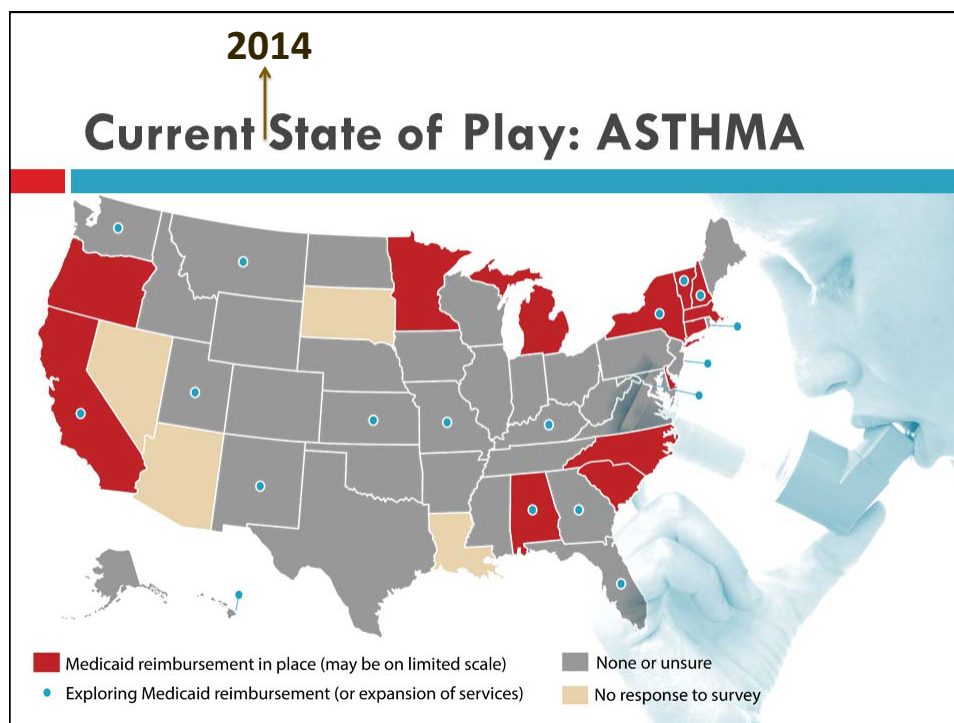 2014
Current State of Play: ASTHMA
Medicaid reimbursement in place (may be on limited scale)
None or unsure
Exploring Medicaid reimbursement (or expansion of services)
No response to survey